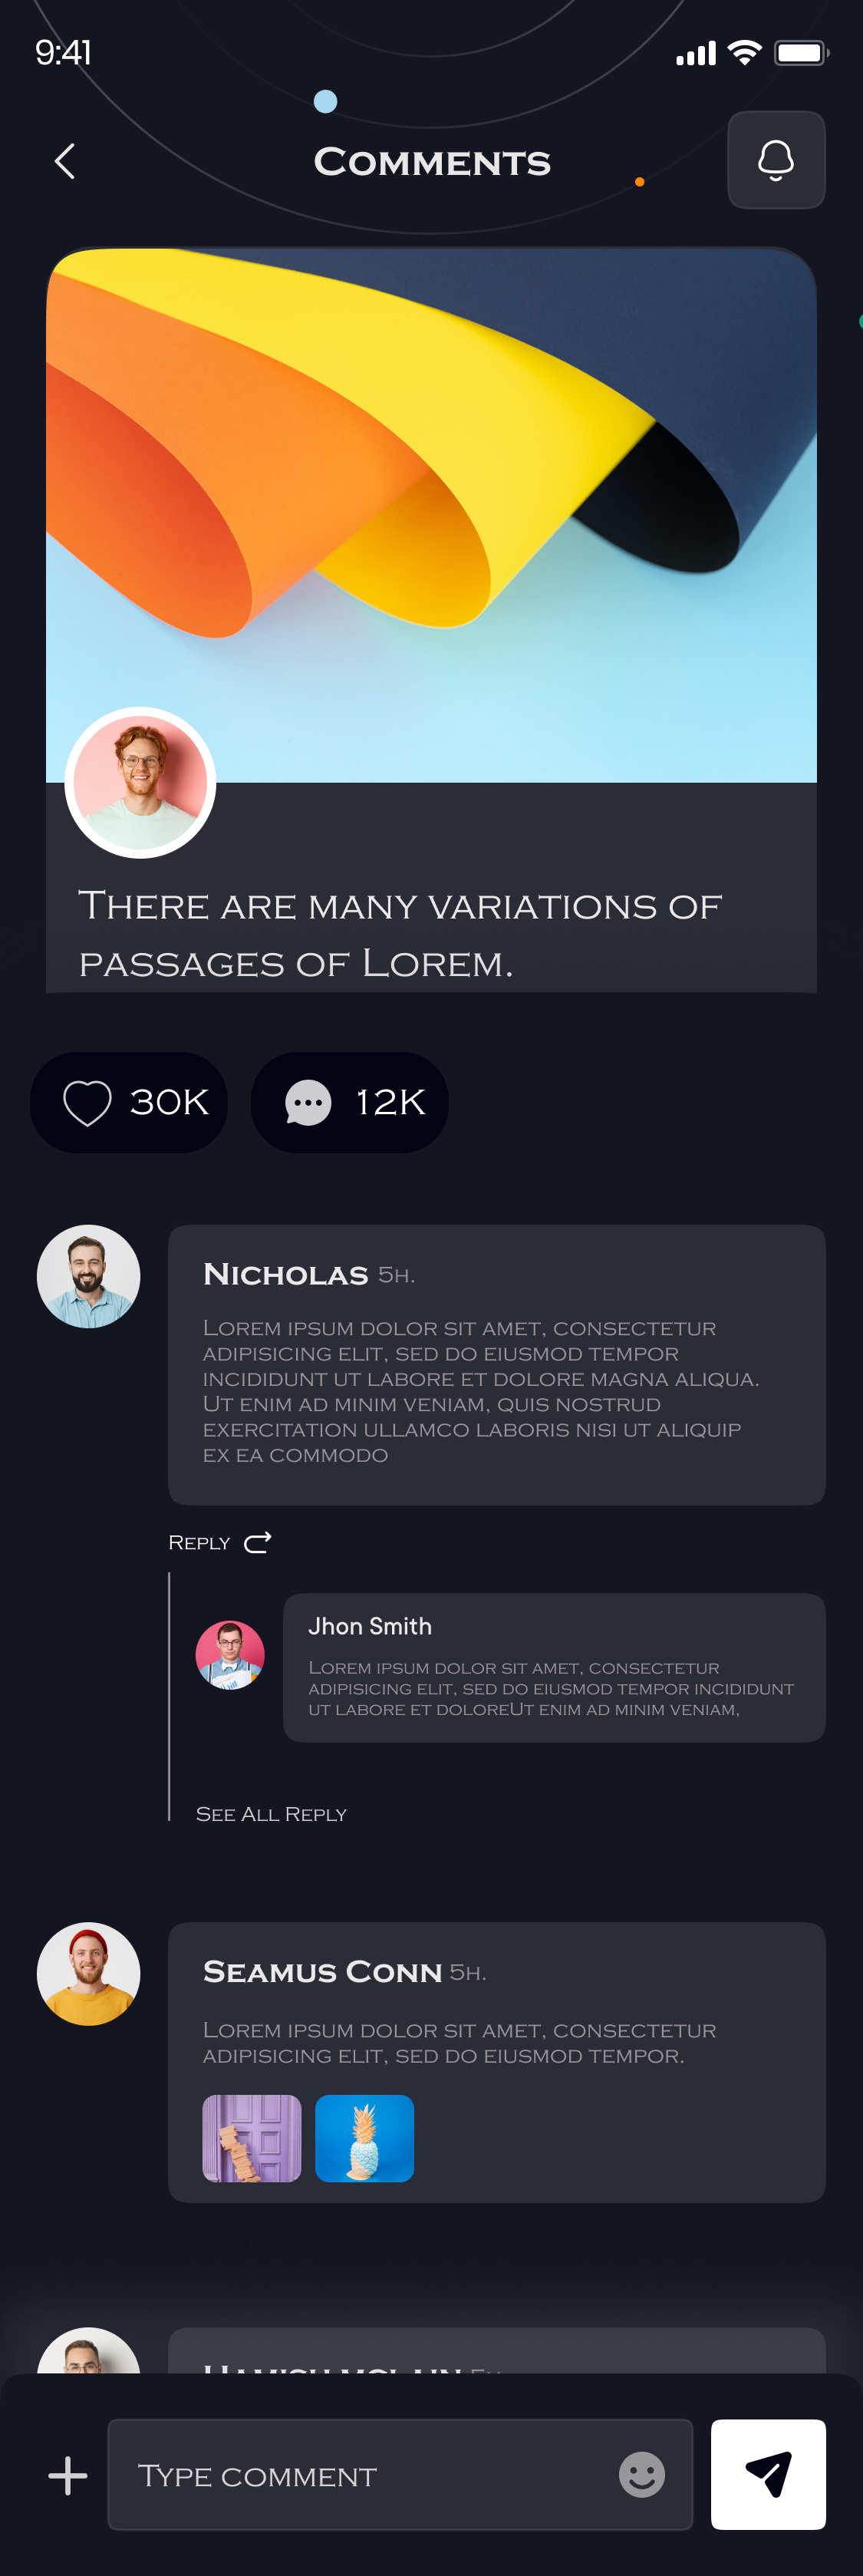 9:41
Comments
There are many variations of
passages of Lorem.
30K
12K
Nicholas 5h.
Lorem ipsum dolor sit amet, consectetur
adipisicing elit, sed do eiusmod tempor
incididunt ut labore et dolore magna aliqua.
Ut enim ad minim veniam, quis nostrud
exercitation ullamco laboris nisi ut aliquip
ex ea commodo
Reply
Jhon Smith
Lorem ipsum dolor sit amet, consectetur
adipisicing elit, sed do eiusmod tempor incididunt
ut labore et doloreUt enim ad minim veniam,
See All Reply
Seamus Conn 5h.
Lorem ipsum dolor sit amet, consectetur
adipisicing elit, sed do eiusmod tempor.
Type comment